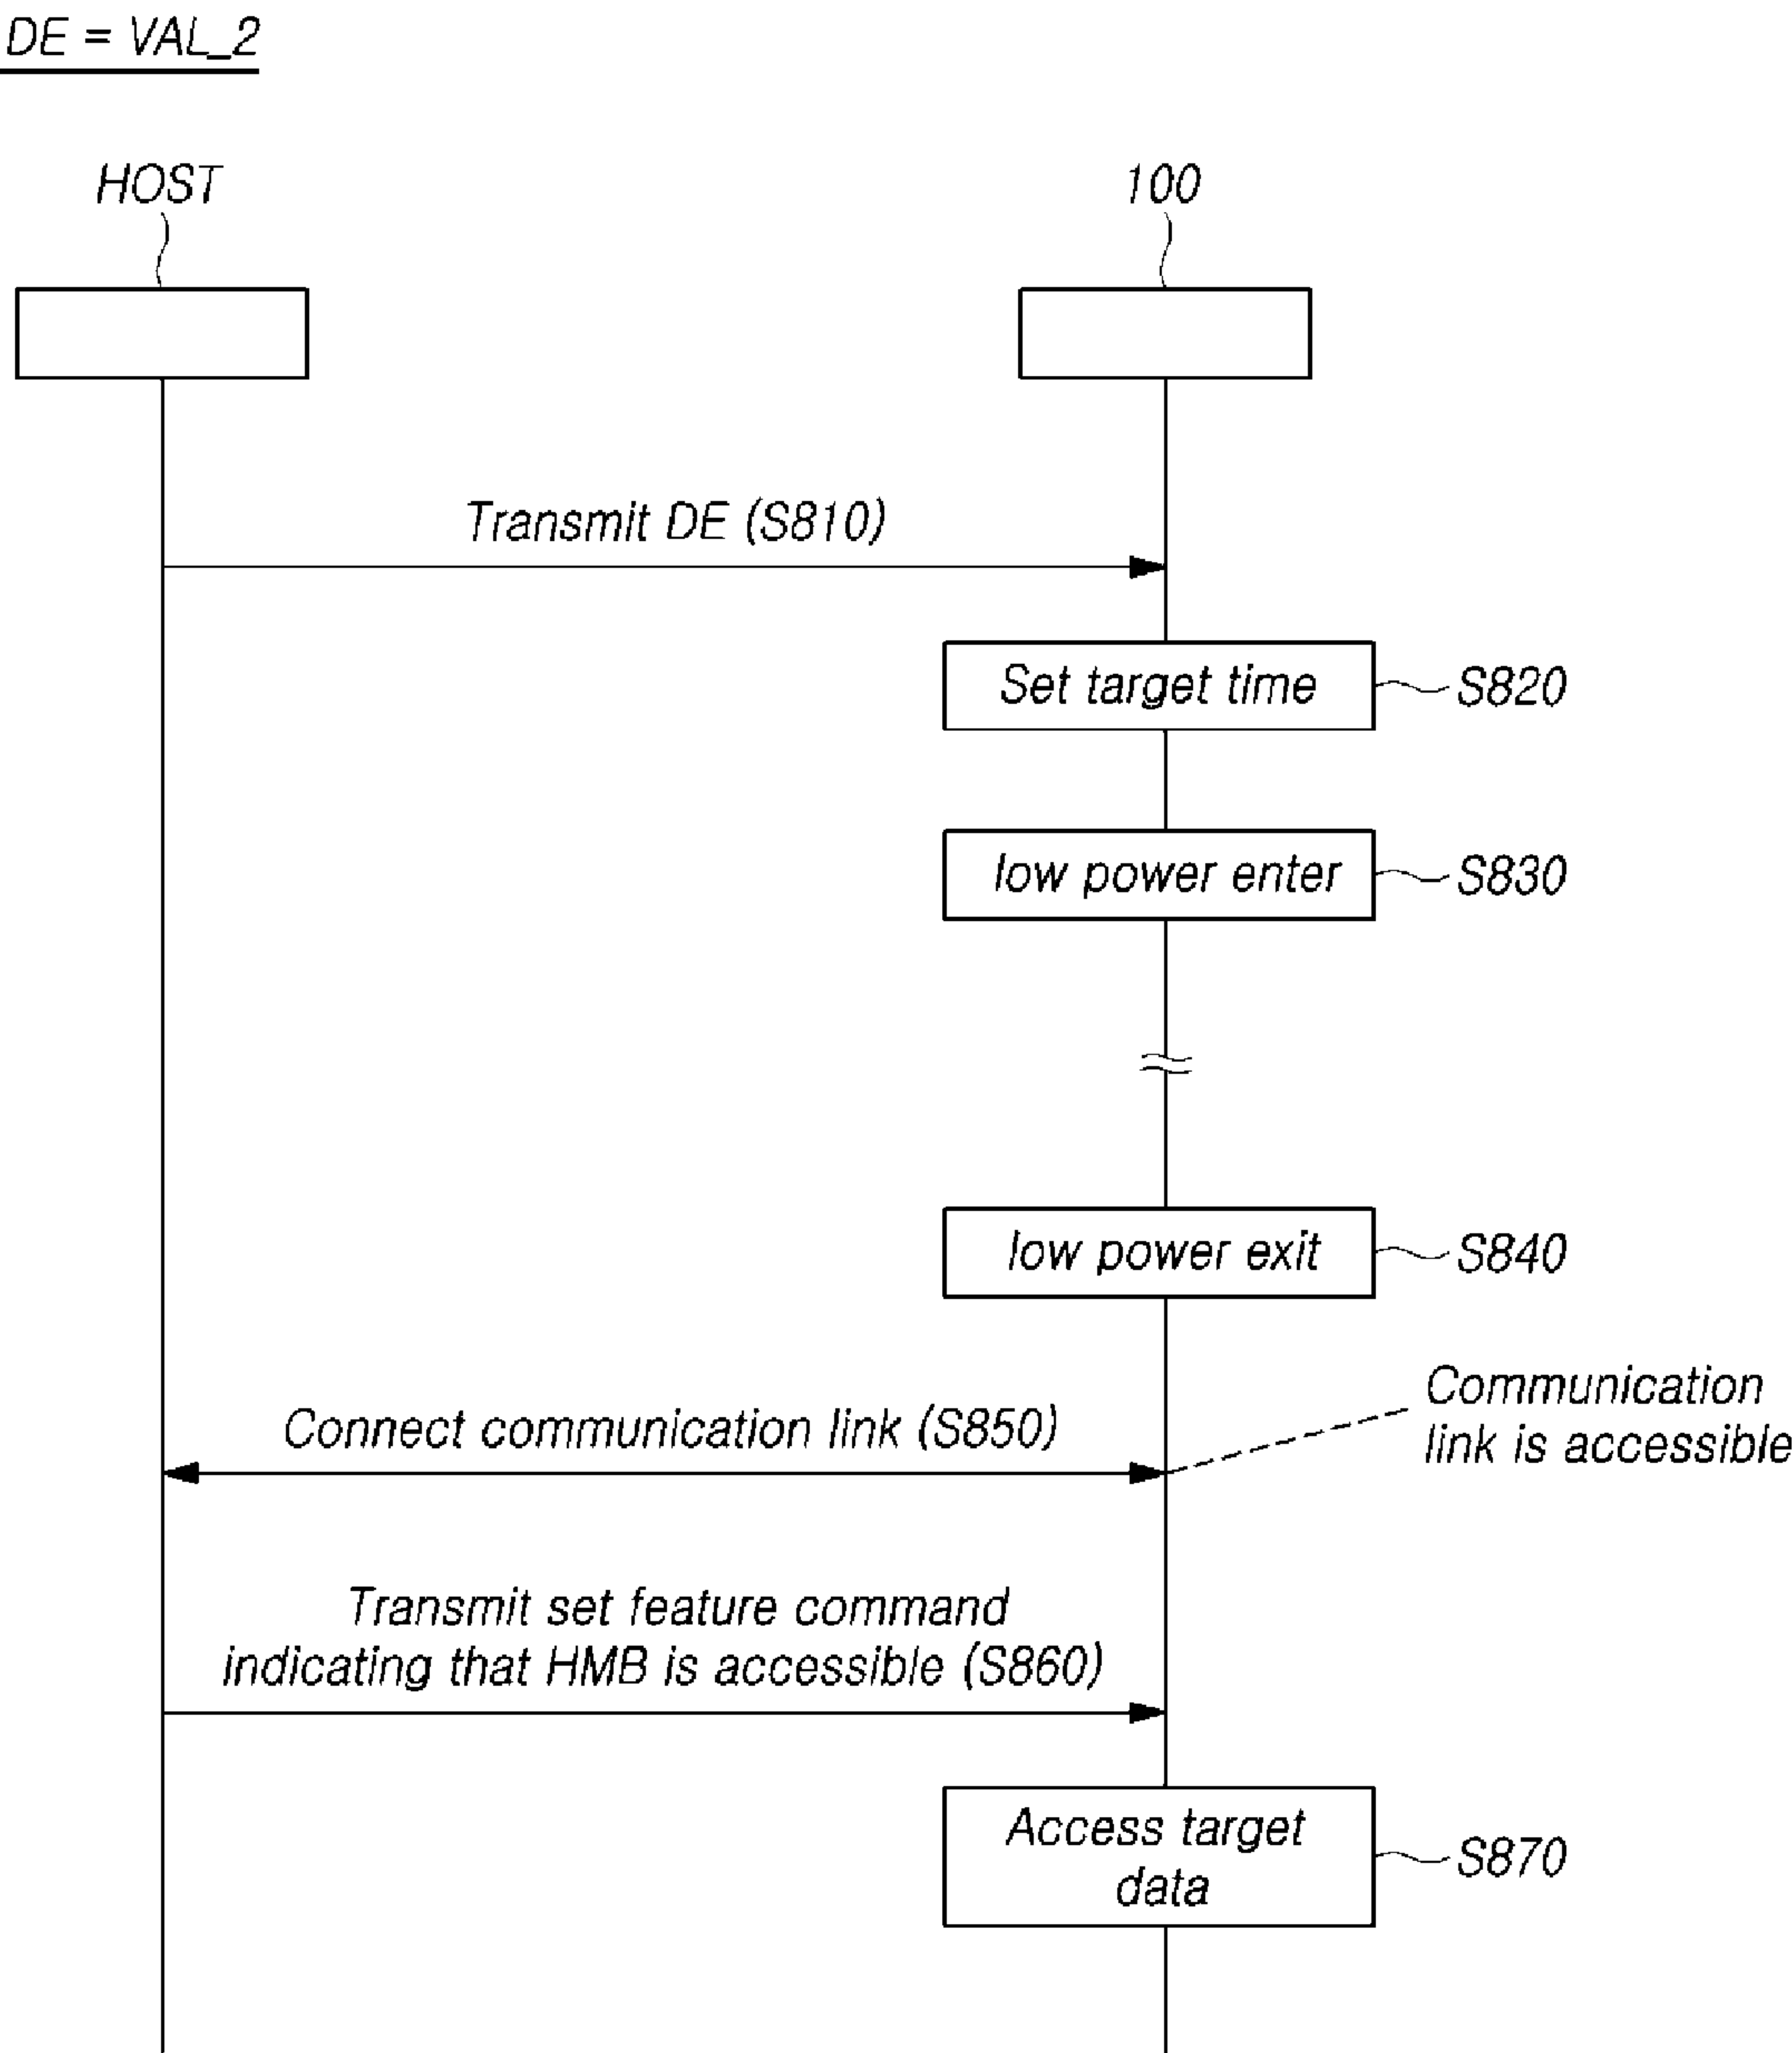 DE = VAL_2
HOST
100
Transmit DE (S810)
Set target time
S820
low power enter
S830
low power exit
S840
Communication
link is accessible
Connect communication link (S850)
Transmit set feature command
indicating that HMB is accessible (S860)
Access target
data
S870